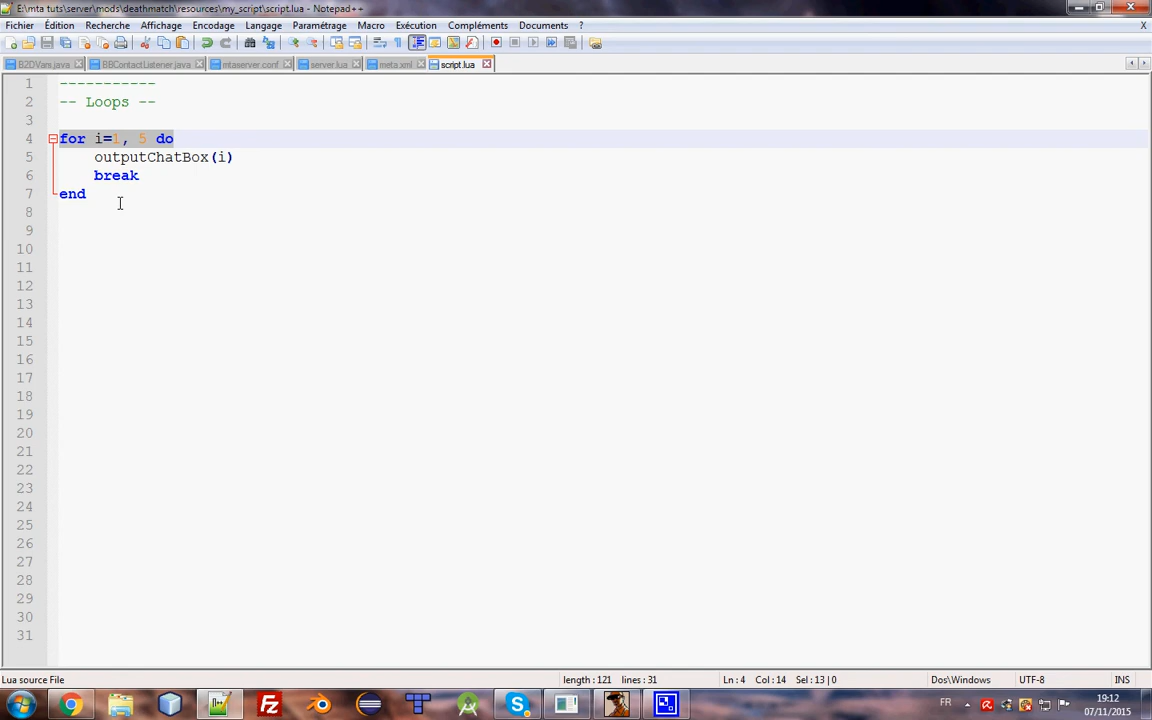 E:\mta tuts\server\mods\deathmatch\resources\my_script\script.lua - Notepad++
Fichier Édition Recherche Affichage Encodage Langage Paramétrage Macro Exécution Compléments Documents ? X
B2DVars.java BBContactListener.java mtaserver.conf server.lua meta.xml script.lua
1 -----------
2 -- Loops --
3
4 for i=1, 5 do
5 outputChatBox(i)
6 break
7 end
8
9
10
11
12
13
14
15
16
17
18
19
20
21
22
23
24
25
26
27
28
29
30
31
Lua source File length : 121 lines : 31 Ln : 4 Col : 14 Sel : 13 | 0 Dos\Windows UTF-8 INS
FR 19:12
07/11/2015